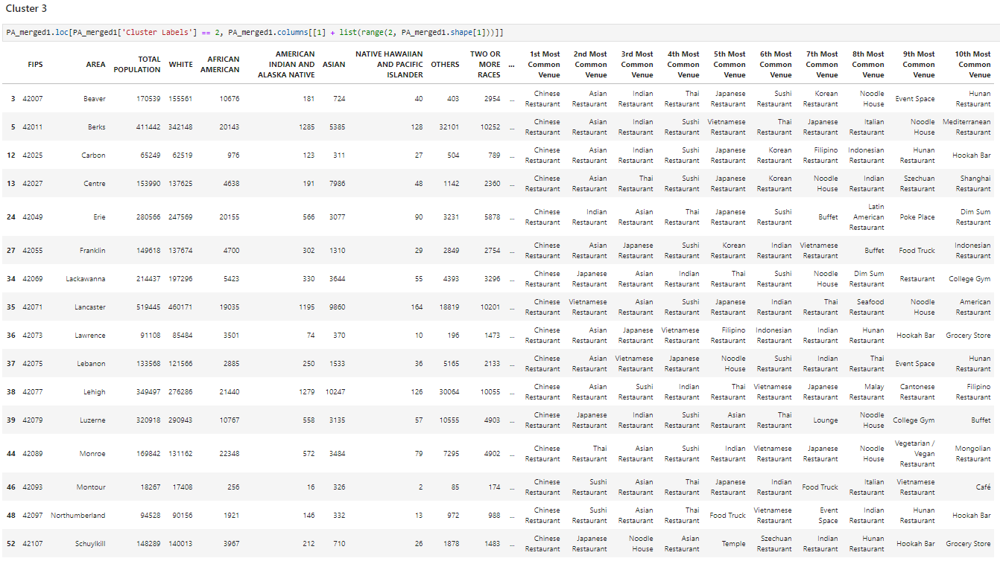 Cluster 3
PA_merged1.loc[PA_merged1['Cluster Labels'] == 2, PA_merged1.columns[[1] + list(range(2, PA_merged1.shape[1]))]]
FIPS AREA TOTAL POPULATION WHITE AFRICAN AMERICAN AMERICAN INDIAN AND ALASKA NATIVE ASIAN NATIVE HAWAIIAN AND PACIFIC ISLANDER OTHERS TWO OR MORE RACES ... 1st Most Common Venue 2nd Most Common Venue 3rd Most Common Venue 4th Most Common Venue 5th Most Common Venue 6th Most Common Venue 7th Most Common Venue 8th Most Common Venue 9th Most Common Venue 10th Most Common Venue
3 42007 Beaver 170539 155561 10676 181 724 40 403 2954 ... Chinese Restaurant Asian Restaurant Indian Restaurant Thai Restaurant Japanese Restaurant Sushi Restaurant Korean Restaurant Noodle House Event Space Hunan Restaurant
5 42011 Berks 411442 342148 20143 1285 5385 128 32101 10252 ... Chinese Restaurant Asian Restaurant Indian Restaurant Sushi Restaurant Vietnamese Restaurant Thai Restaurant Japanese Restaurant Italian Restaurant Noodle House Mediterranean Restaurant
12 42025 Carbon 65249 62519 976 123 311 27 504 789 ... Chinese Restaurant Asian Restaurant Indian Restaurant Sushi Restaurant Japanese Restaurant Korean Restaurant Filipino Restaurant Indonesian Restaurant Hunan Restaurant Hookah Bar
13 42027 Centre 153990 137625 4638 191 7986 48 1142 2360 ... Chinese Restaurant Asian Restaurant Thai Restaurant Sushi Restaurant Japanese Restaurant Korean Restaurant Noodle House Indian Restaurant Szechuan Restaurant Shanghai Restaurant
24 42049 Erie 280566 247569 20155 566 3077 90 3231 5878 ... Chinese Restaurant Indian Restaurant Asian Restaurant Thai Restaurant Japanese Restaurant Sushi Restaurant Buffet Latin American Restaurant Poke Place Dim Sum Restaurant
27 42055 Franklin 149618 137674 4700 302 1310 29 2849 2754 ... Chinese Restaurant Asian Restaurant Japanese Restaurant Sushi Restaurant Korean Restaurant Indian Restaurant Vietnamese Restaurant Buffet Food Truck Indonesian Restaurant
34 42069 Lackawanna 214437 197296 5423 330 3644 55 4393 3296 ... Chinese Restaurant Japanese Restaurant Asian Restaurant Indian Restaurant Thai Restaurant Sushi Restaurant Noodle House Dim Sum Restaurant Restaurant College Gym
35 42071 Lancaster 519445 460171 19035 1195 9860 164 18819 10201 ... Chinese Restaurant Vietnamese Restaurant Asian Restaurant Sushi Restaurant Japanese Restaurant Indian Restaurant Thai Restaurant Seafood Restaurant Noodle House American Restaurant
36 42073 Lawrence 91108 85484 3501 74 370 10 196 1473 ... Chinese Restaurant Asian Restaurant Japanese Restaurant Vietnamese Restaurant Filipino Restaurant Indonesian Restaurant Indian Restaurant Hunan Restaurant Hookah Bar Grocery Store
37 42075 Lebanon 133568 121566 2885 250 1533 36 5165 2133 ... Chinese Restaurant Asian Restaurant Vietnamese Restaurant Japanese Restaurant Noodle House Sushi Restaurant Indian Restaurant Thai Restaurant Event Space Hunan Restaurant
38 42077 Lehigh 349497 276286 21440 1279 10247 126 30064 10055 ... Chinese Restaurant Asian Restaurant Sushi Restaurant Indian Restaurant Thai Restaurant Vietnamese Restaurant Japanese Restaurant Malay Restaurant Cantonese Restaurant Filipino Restaurant
39 42079 Luzerne 320918 290943 10767 558 3135 57 10555 4903 ... Chinese Restaurant Japanese Restaurant Indian Restaurant Sushi Restaurant Asian Restaurant Thai Restaurant Lounge Noodle House College Gym Buffet
44 42089 Monroe 169842 131162 22348 572 3484 79 7295 4902 ... Chinese Restaurant Thai Restaurant Asian Restaurant Sushi Restaurant Indian Restaurant Vietnamese Restaurant Japanese Restaurant Noodle House Vegetarian / Vegan Restaurant Mongolian Restaurant
46 42093 Montour 18267 17408 256 16 326 2 85 174 ... Chinese Restaurant Sushi Restaurant Asian Restaurant Thai Restaurant Japanese Restaurant Indian Restaurant Food Truck Italian Restaurant Vietnamese Restaurant Café
48 42097 Northumberland 94528 90156 1921 146 332 13 972 988 ... Chinese Restaurant Sushi Restaurant Asian Restaurant Thai Restaurant Food Truck Vietnamese Restaurant Event Space Indian Restaurant Hunan Restaurant Hookah Bar
52 42107 Schuylkill 148289 140013 3967 212 710 26 1878 1483 ... Chinese Restaurant Japanese Restaurant Noodle House Asian Restaurant Temple Szechuan Restaurant Indian Restaurant Hunan Restaurant Hookah Bar Grocery Store